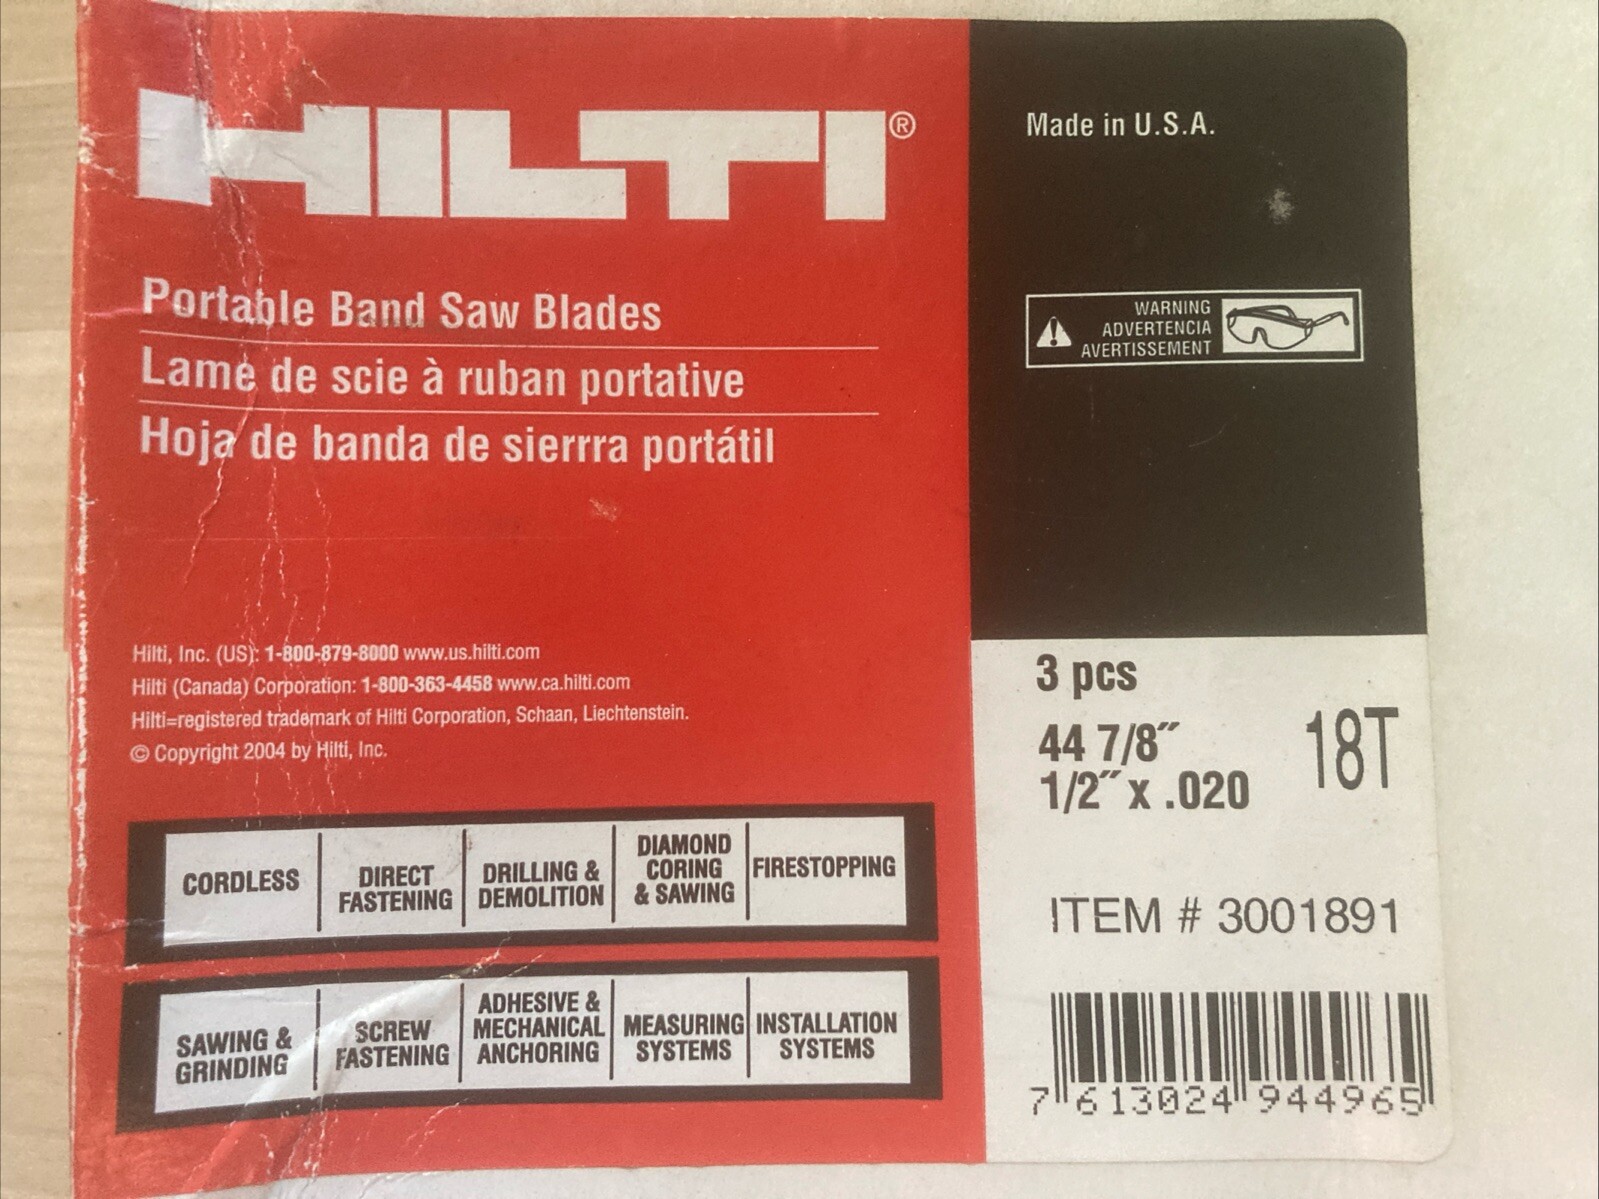 HILTI®
Portable Band Saw Blades
Lame de scie à ruban portative
Hoja de banda de sierrra portátil
Hilti, Inc. (US): 1-800-879-8000 www.us.hilti.com
Hilti (Canada) Corporation: 1-800-363-4458 www.ca.hilti.com
Hilti=registered trademark of Hilti Corporation, Schaan, Liechtenstein.
© Copyright 2004 by Hilti, Inc.
CORDLESS
DIRECT
FASTENING
DRILLING &
DEMOLITION
DIAMOND
CORING
& SAWING
FIRESTOPPING
SAWING &
GRINDING
SCREW
FASTENING
ADHESIVE &
MECHANICAL
ANCHORING
MEASURING
SYSTEMS
INSTALLATION
SYSTEMS
Made in U.S.A.
WARNING
ADVERTENCIA
AVERTISSEMENT
3 pcs
44 7/8"
1/2" x .020
18T
ITEM # 3001891
7 613024 944965